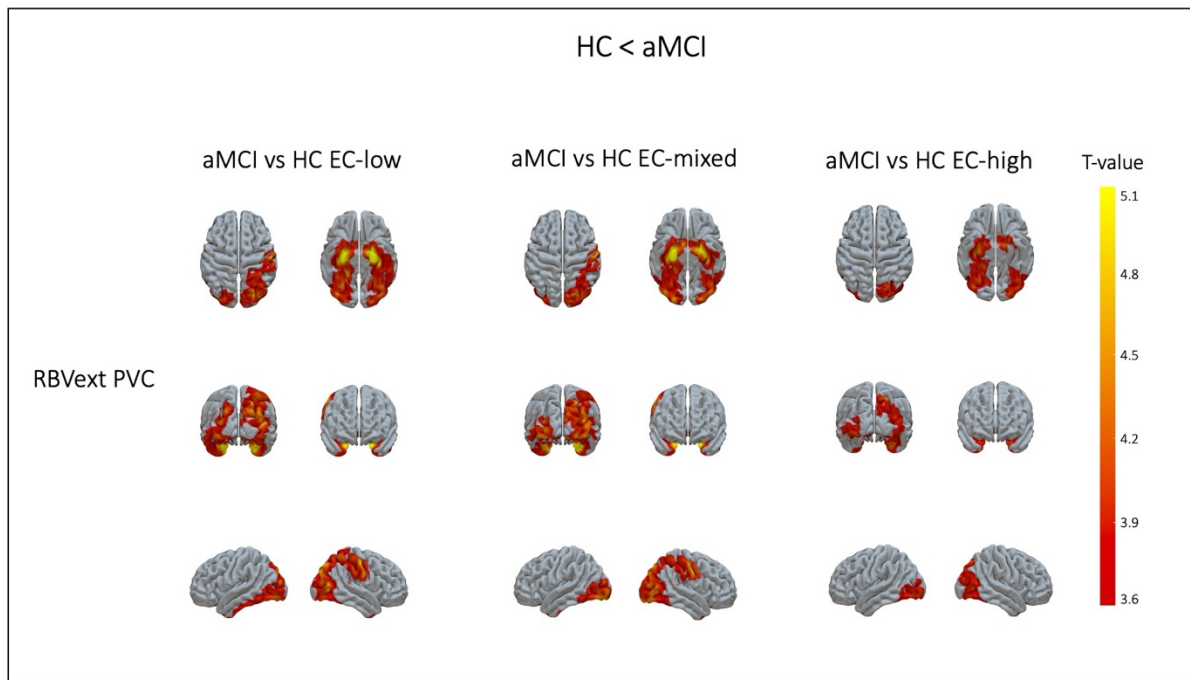 HC < aMCI
aMCI vs HC EC-low
aMCI vs HC EC-mixed
aMCI vs HC EC-high
T-value
5.1
4.8
4.5
4.2
3.9
3.6
RBVext PVC